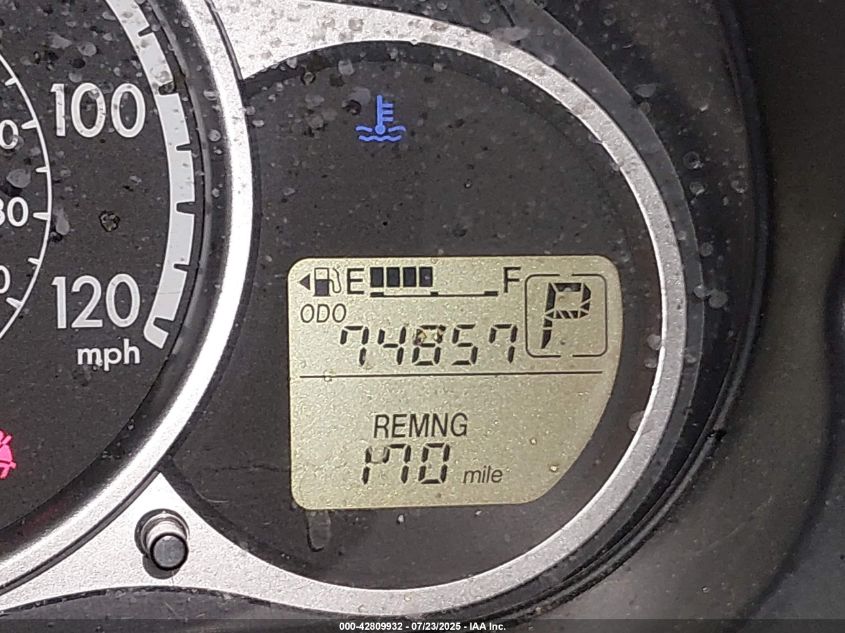 100
120
mph
E F
ODO
74857
P
REMNG
170 mile
000-42809932 - 07/23/2025 - IAA Inc.